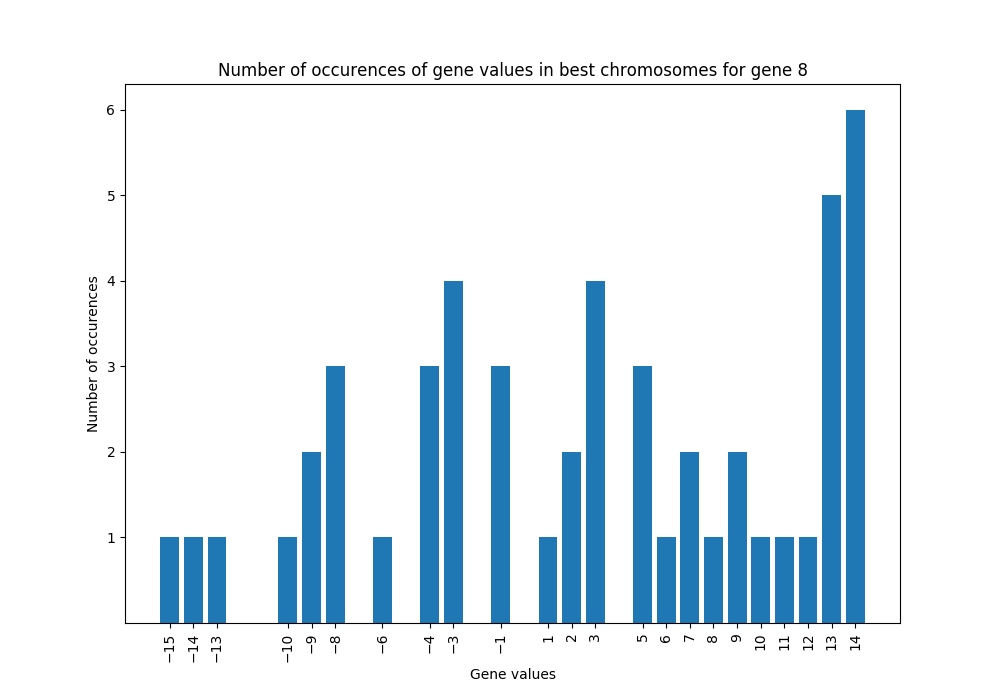 Number of occurences of gene values in best chromosomes for gene 8
6
5
4
3
2
1
Number of occurences
−15 −14 −13 −10 −9 −8 −6 −4 −3 −1 1 2 3 5 6 7 8 9 10 11 12 13 14
Gene values